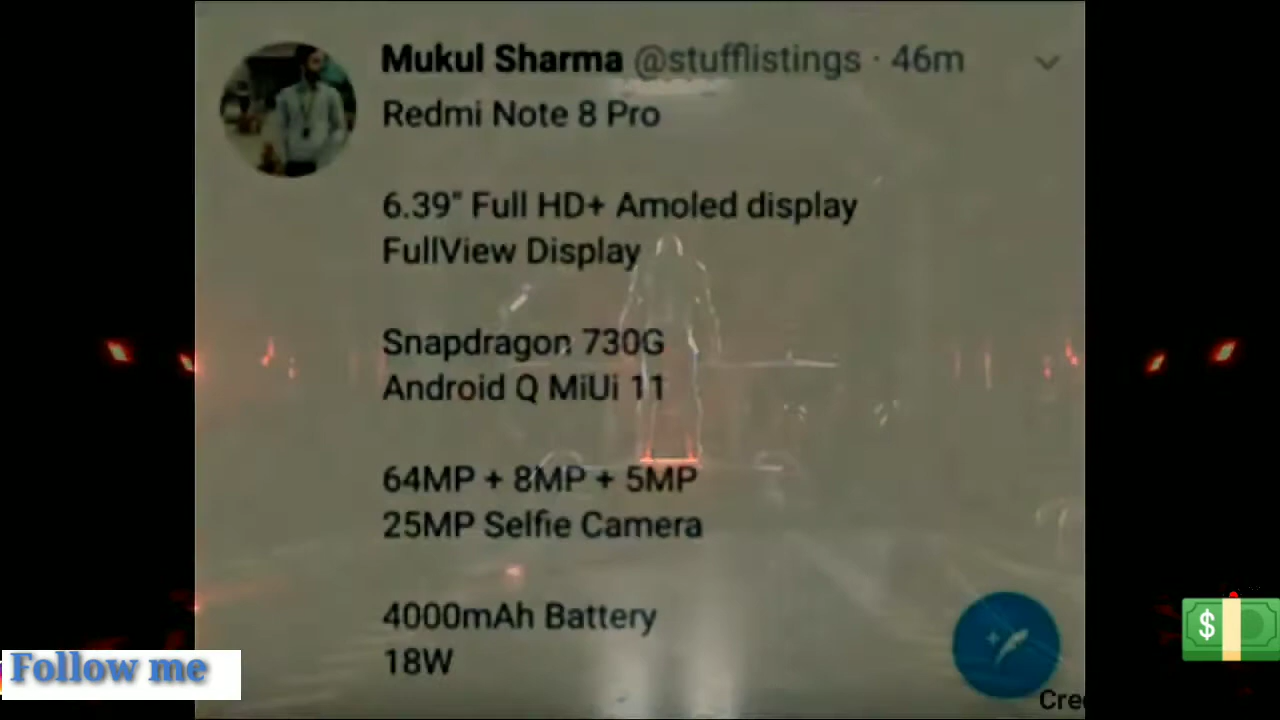 Mukul Sharma @stufflistings · 46m
Redmi Note 8 Pro
6.39" Full HD+ Amoled display
FullView Display
Snapdragon 730G
Android Q MiUi 11
64MP + 8MP + 5MP
25MP Selfie Camera
4000mAh Battery
18W
$
Follow me
Cre